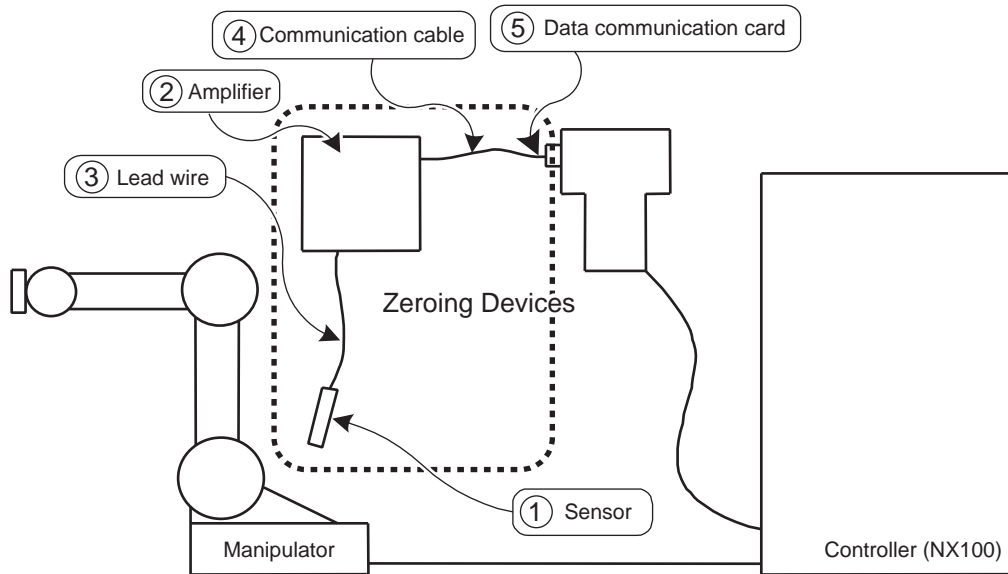 ④ Communication cable
⑤ Data communication card
② Amplifier
③ Lead wire
Zeroing Devices
① Sensor
Manipulator
Controller (NX100)